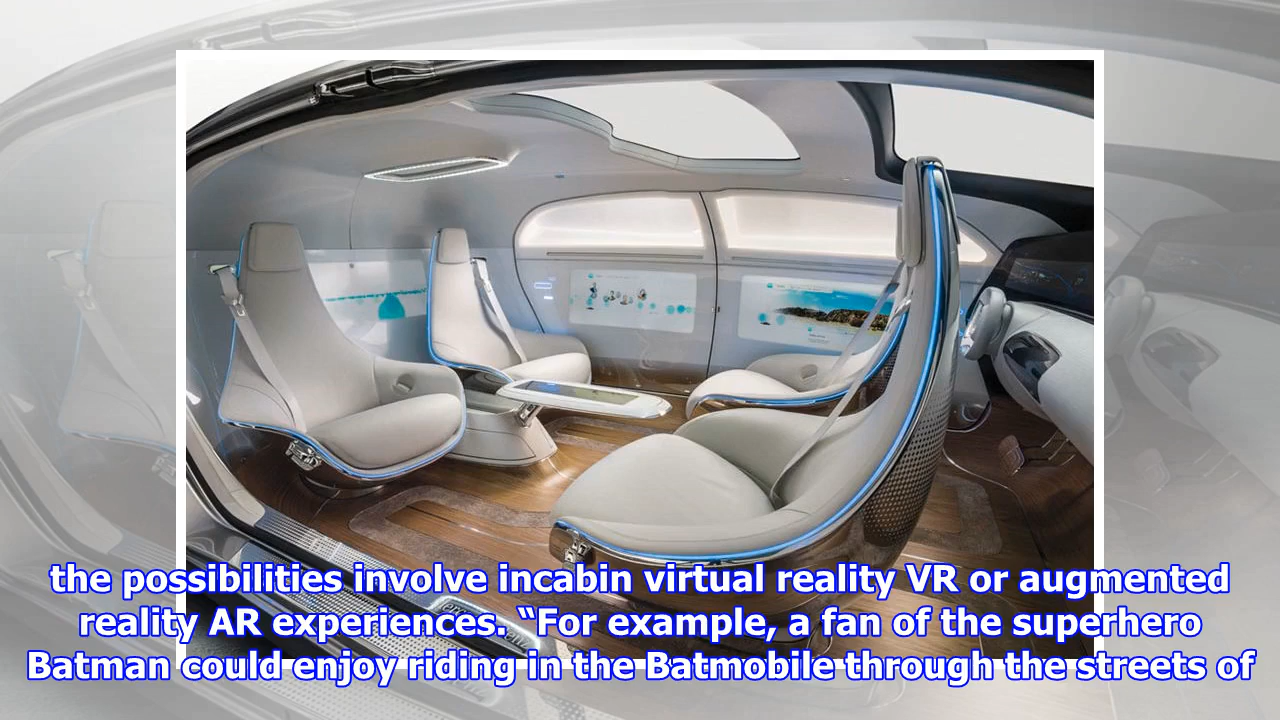 the possibilities involve incabin virtual reality VR or augmented
reality AR experiences. “For example, a fan of the superhero
Batman could enjoy riding in the Batmobile through the streets of